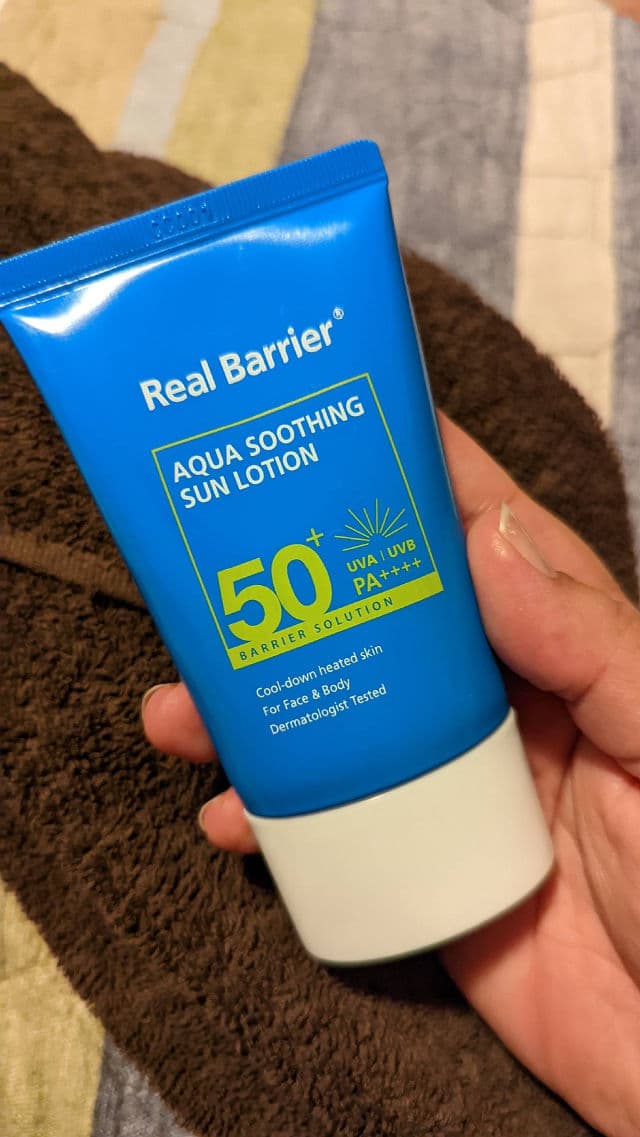 Real Barrier®
AQUA SOOTHING
SUN LOTION
50+
UVA | UVB
PA++++
BARRIER SOLUTION
Cool-down heated skin
For Face & Body
Dermatologist Tested